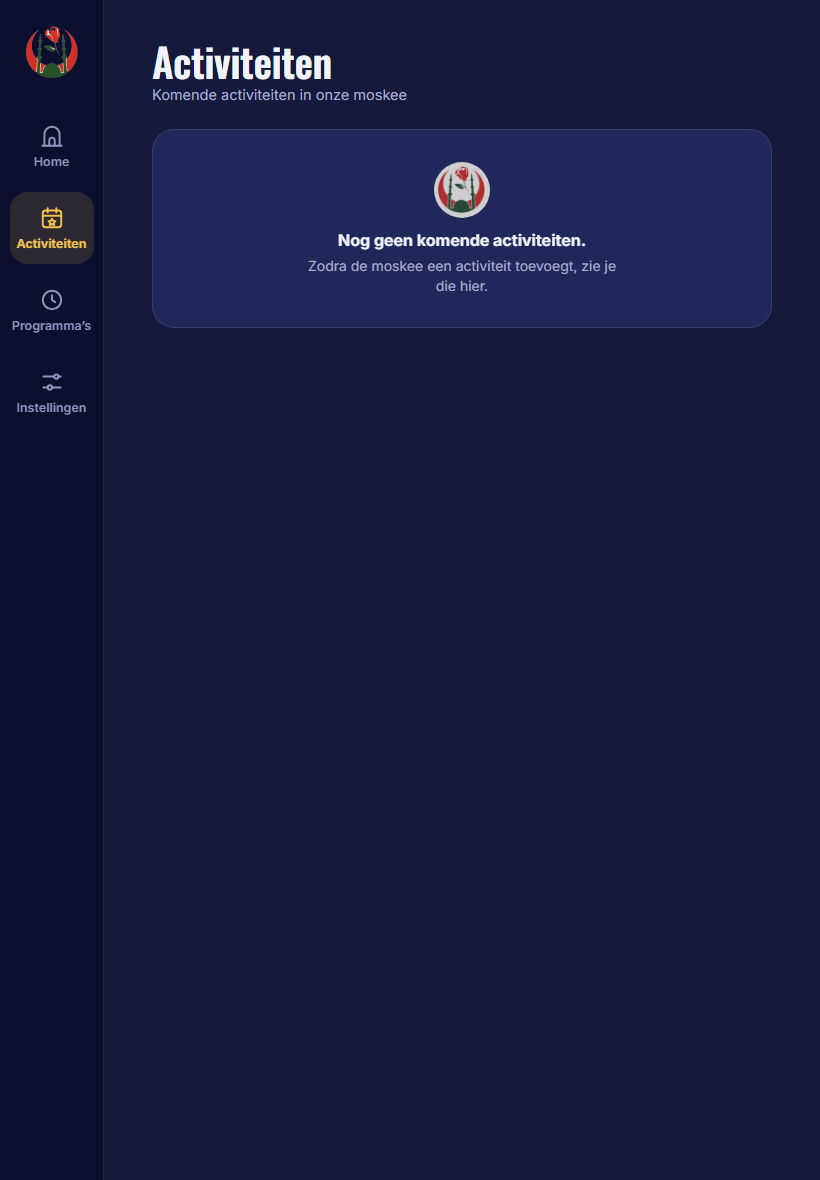 Home
Activiteiten
Programma's
Instellingen
Activiteiten
Komende activiteiten in onze moskee
Nog geen komende activiteiten.
Zodra de moskee een activiteit toevoegt, zie je
die hier.